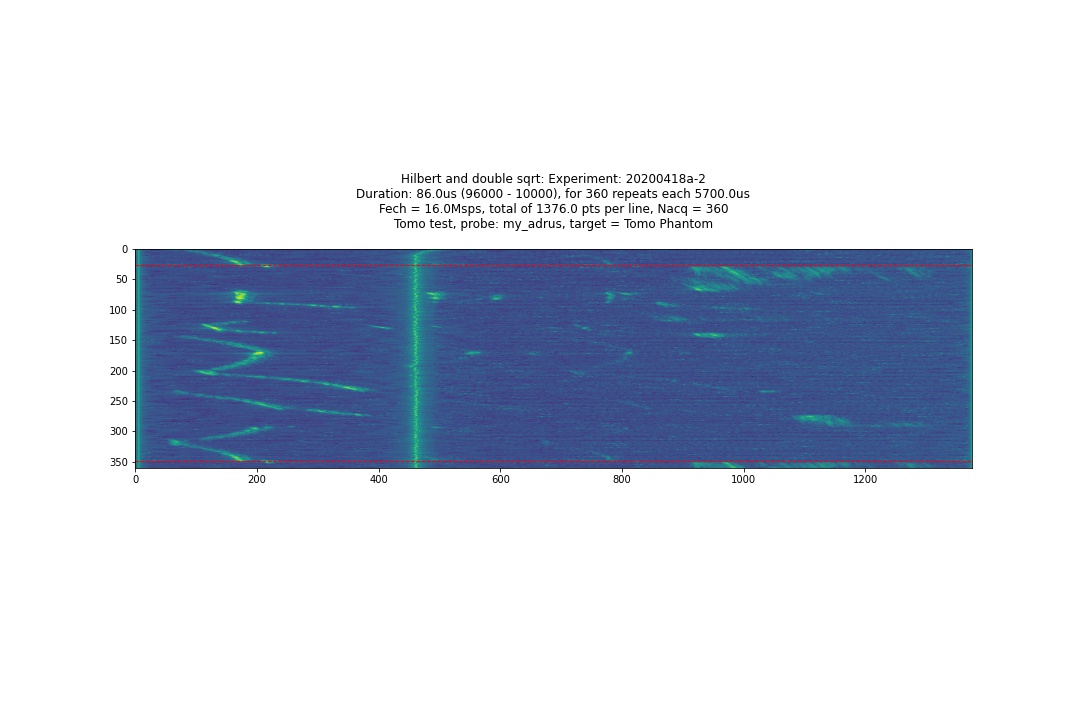 Hilbert and double sqrt: Experiment: 20200418a-2
Duration: 86.0us (96000 - 10000), for 360 repeats each 5700.0us
Fech = 16.0Msps, total of 1376.0 pts per line, Nacq = 360
Tomo test, probe: my_adrus, target = Tomo Phantom
0
50
100
150
200
250
300
350
0 200 400 600 800 1000 1200